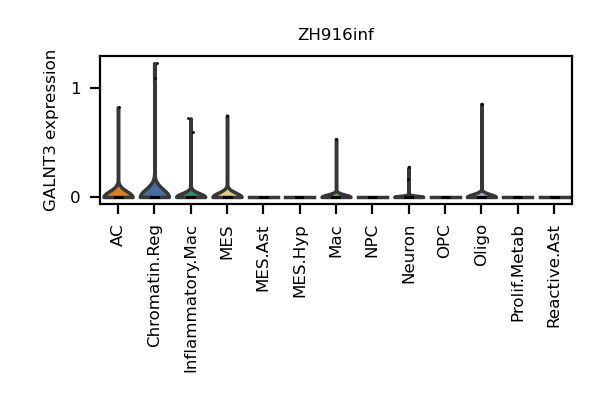 ZH916inf
GALNT3 expression
1
0
AC
Chromatin.Reg
Inflammatory.Mac
MES
MES.Ast
MES.Hyp
Mac
NPC
Neuron
OPC
Oligo
Prolif.Metab
Reactive.Ast